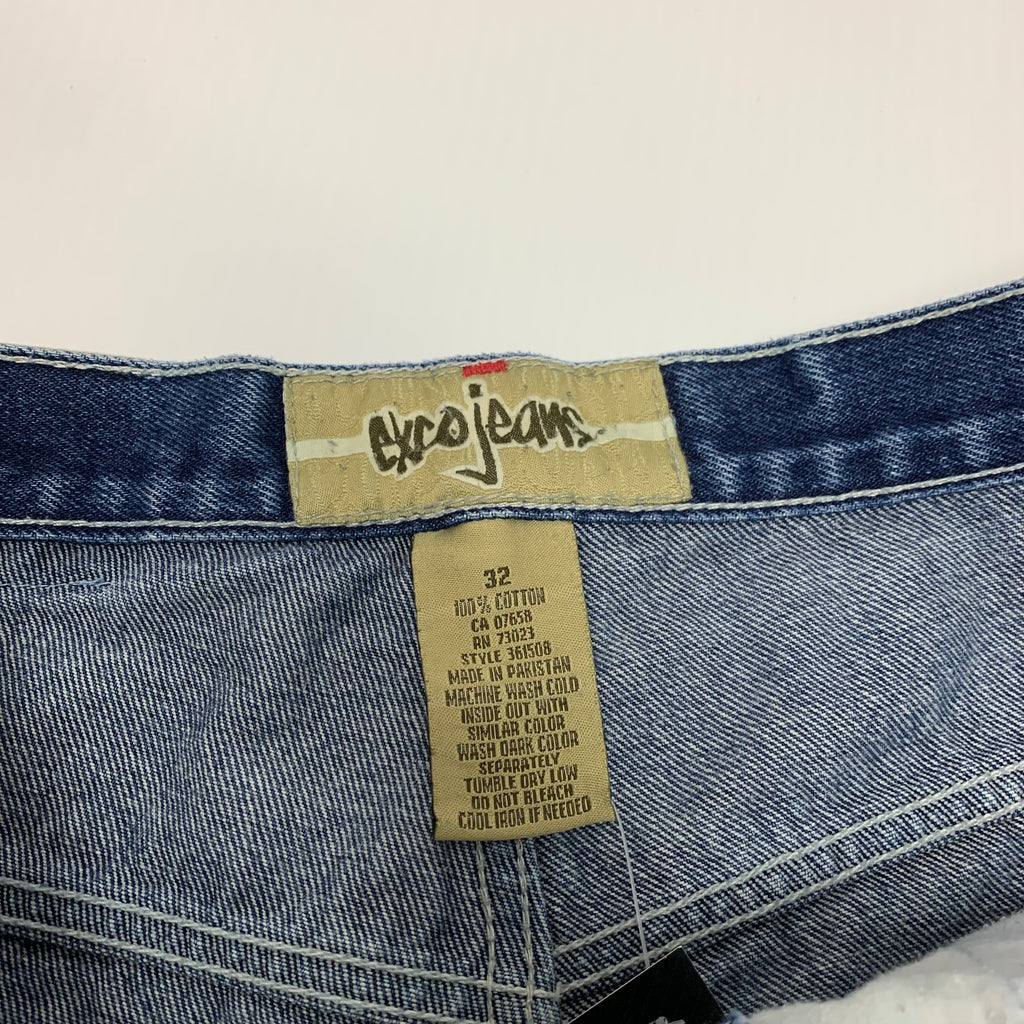 exco jeans
32
100% COTTON
CA 07658
RN 73023
STYLE 361508
MADE IN PAKISTAN
MACHINE WASH COLD
INSIDE OUT WITH
SIMILAR COLOR
WASH DARK COLOR
SEPARATELY
TUMBLE DRY LOW
DO NOT BLEACH
COOL IRON IF NEEDED